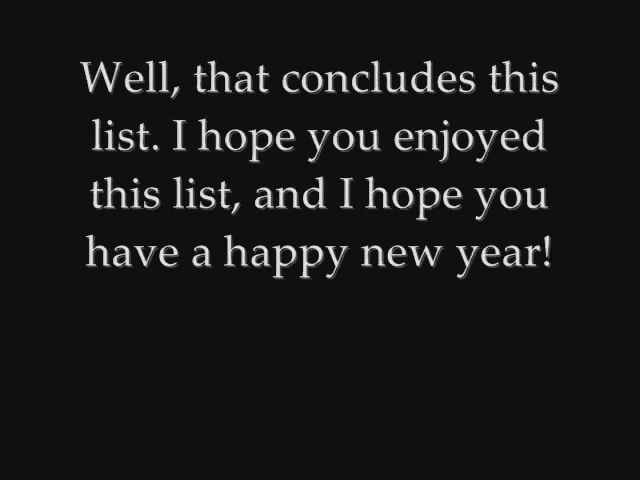 Well, that concludes this
list. I hope you enjoyed
this list, and I hope you
have a happy new year!